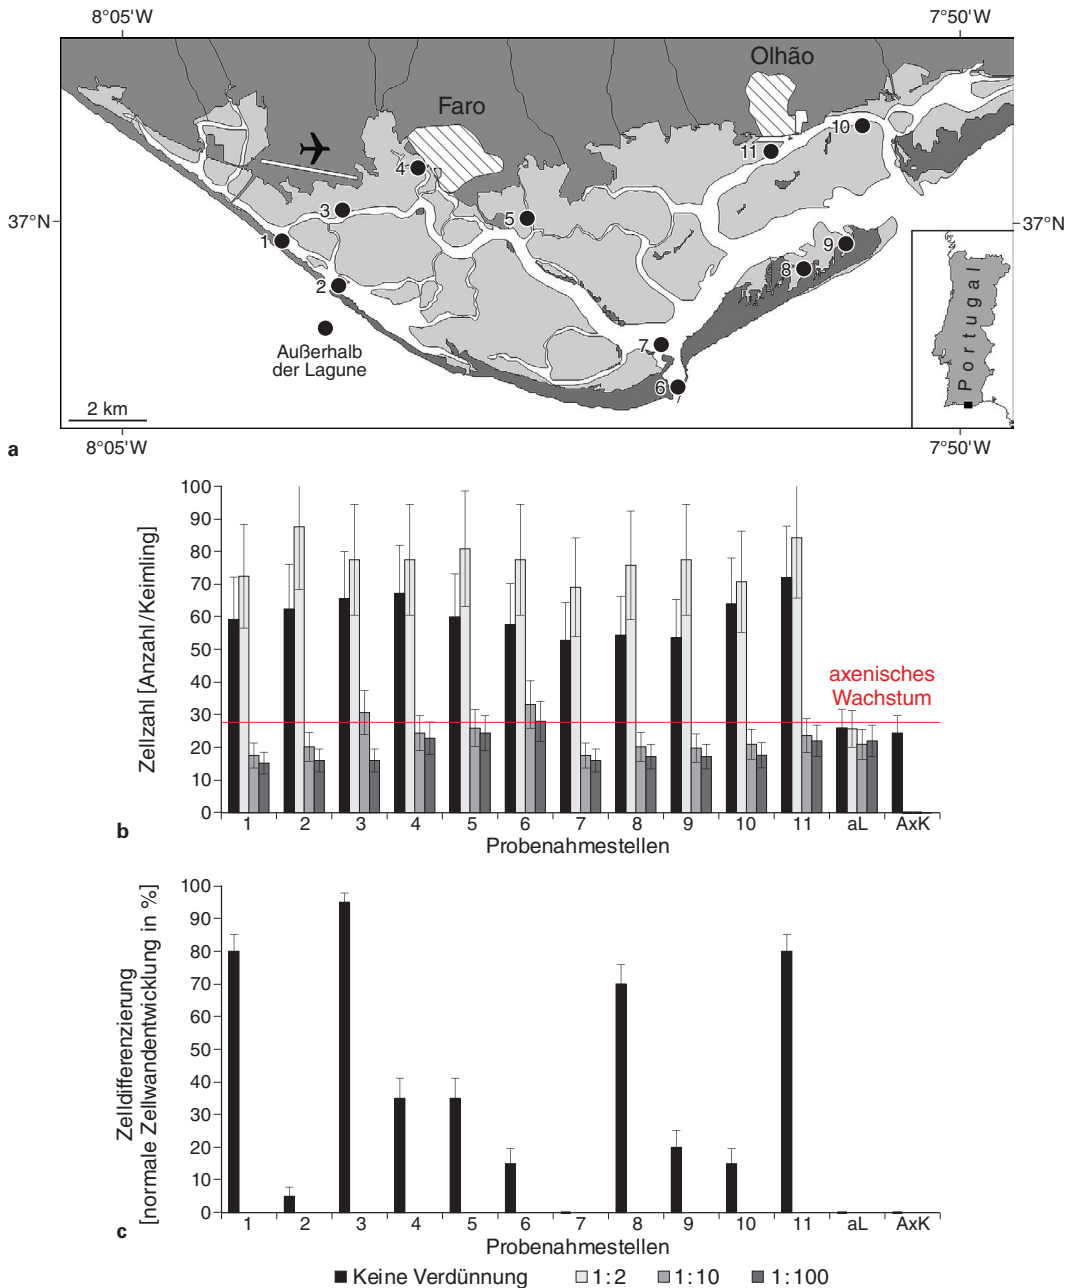 8°05'W 7°50'W
Olhão
Faro
10
11
4
37°N 37°N
3
5
1
9
8
2
Außerhalb
der Lagune
7
6
Portugal
2 km
a
8°05'W 7°50'W
Zellzahl [Anzahl/Keimling]
100
90
80
70
60
50
40
30
20
10
0
axenisches
Wachstum
1 2 3 4 5 6 7 8 9 10 11 aL AxK
b
Probenahmestellen
Zelldifferenzierung
[normale Zellwandentwicklung in %]
100
90
80
70
60
50
40
30
20
10
0
1 2 3 4 5 6 7 8 9 10 11 aL AxK
c
Probenahmestellen
Keine Verdünnung 1:2 1:10 1:100